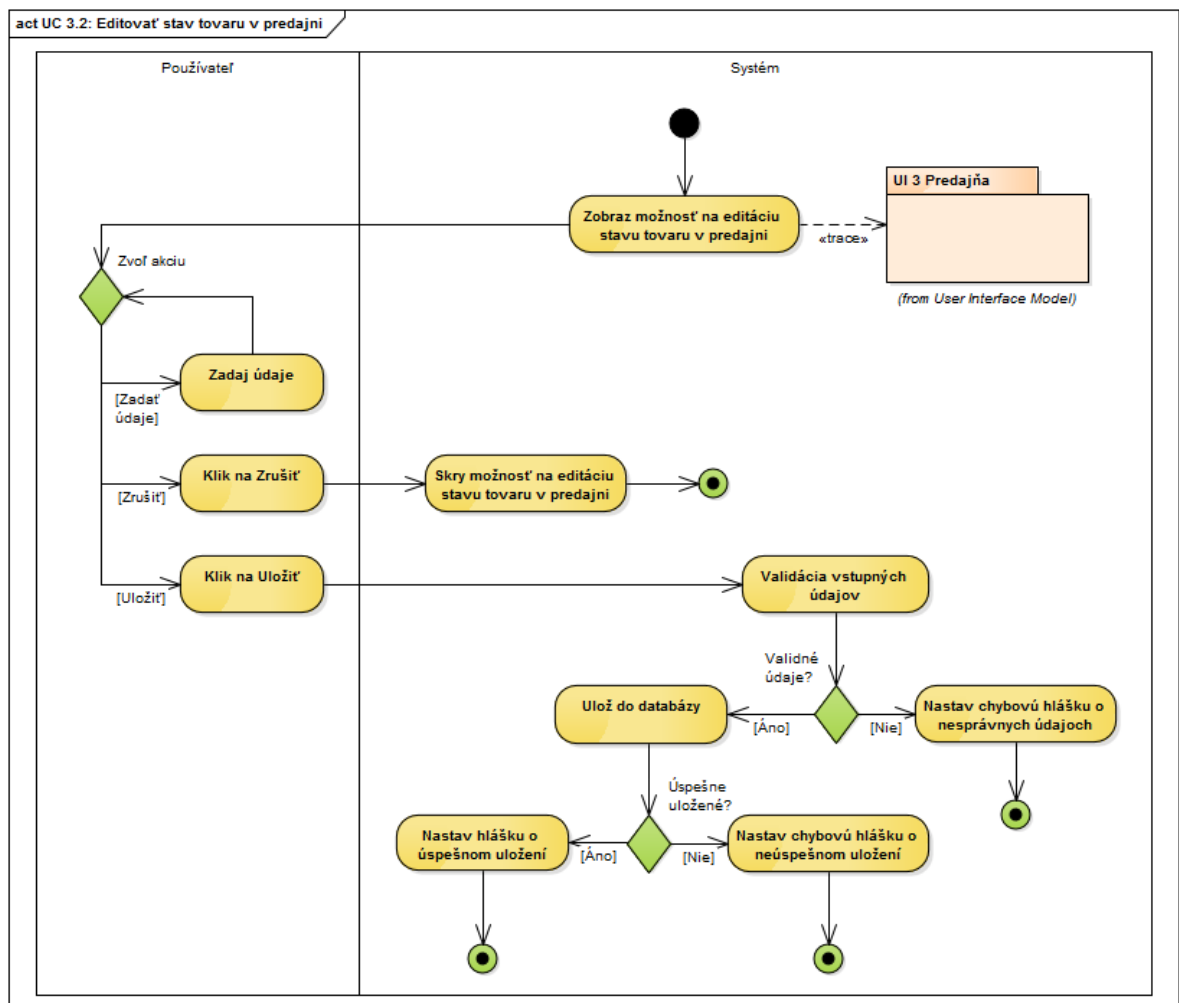 act UC 3.2: Editovať stav tovaru v predajni
Používateľ
Systém
UI 3 Predajňa
Zobraz možnosť na editáciu
stavu tovaru v predajni
«trace»
(from User Interface Model)
Zvoľ akciu
Zadaj údaje
[Zadať
údaje]
Klik na Zrušiť
[Zrušiť]
Skry možnosť na editáciu
stavu tovaru v predajni
Klik na Uložiť
[Uložiť]
Validácia vstupných
údajov
Validné
údaje?
Ulož do databázy
[Áno]
[Nie]
Nastav chybovú hlášku o
nesprávnych údajoch
Úspešne
uložené?
Nastav hlášku o
úspešnom uložení
[Áno]
[Nie]
Nastav chybovú hlášku o
neúspešnom uložení